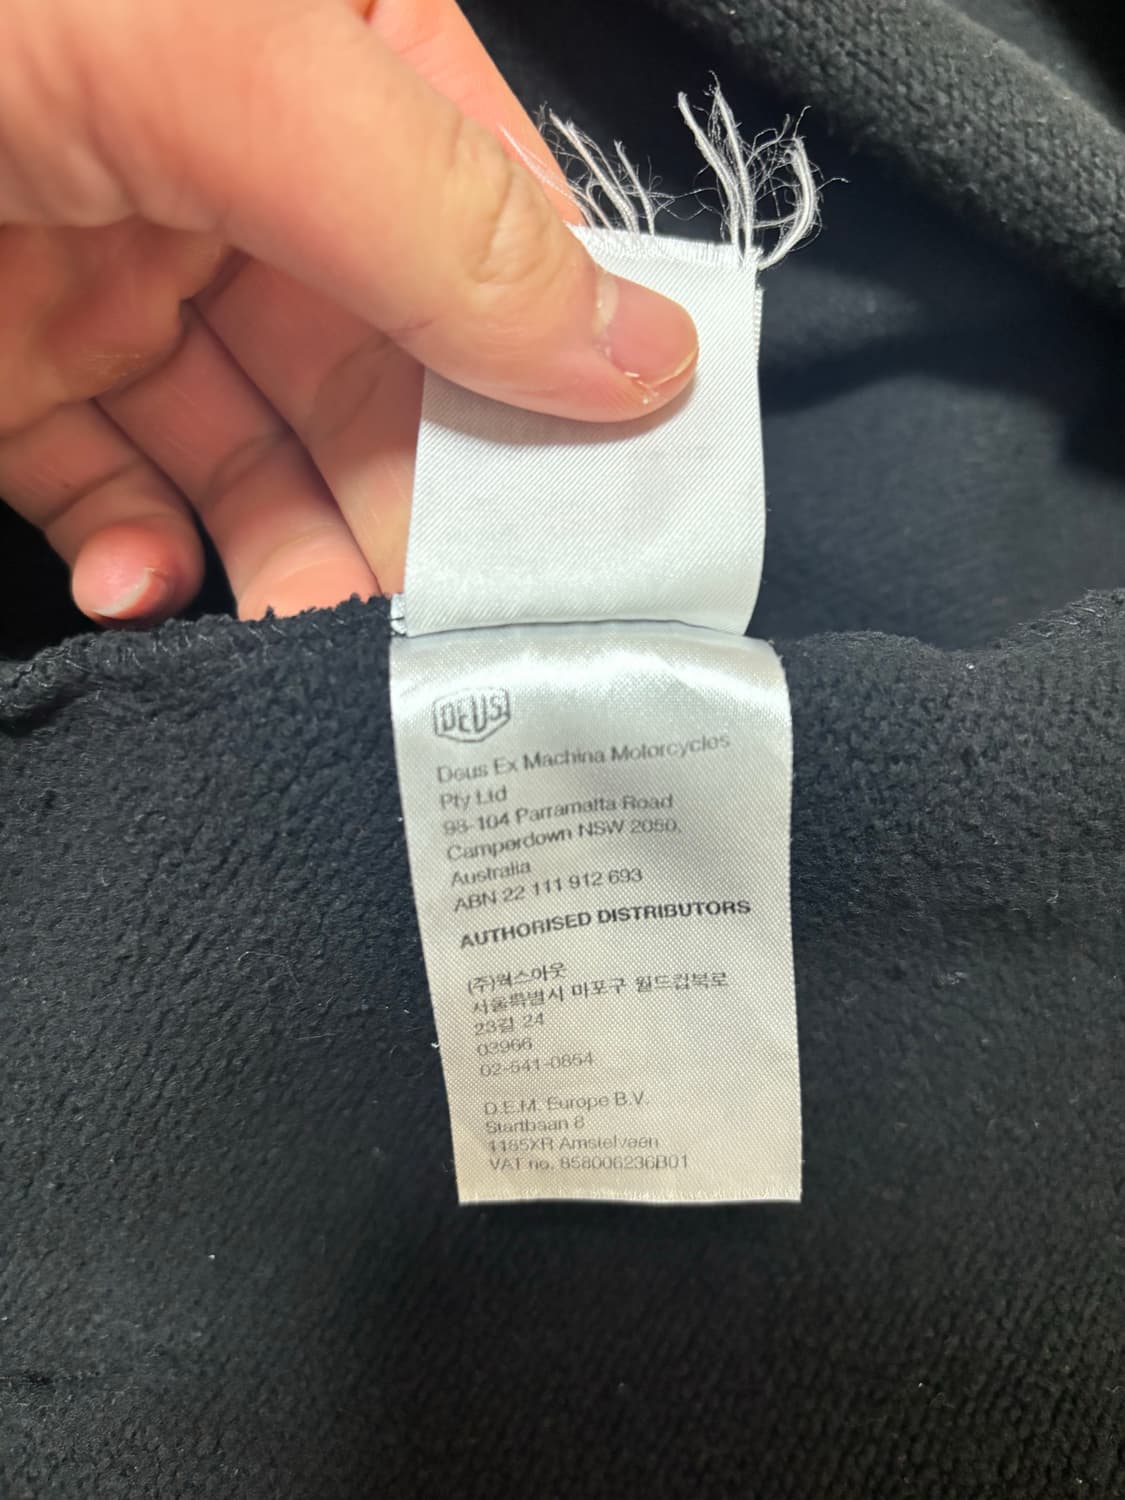 DEUS
Deus Ex Machina Motorcycles
Pty Ltd
98-104 Parramatta Road
Camperdown NSW 2050,
Australia
ABN 22 111 912 693
AUTHORISED DISTRIBUTORS
(주)웍스아웃
서울특별시 마포구 월드컵북로
23길 24
03966
02-541-0854
D.E.M. Europe B.V.
Startbaan 8
1185XR Amstelveen
VAT no. 858006236B01